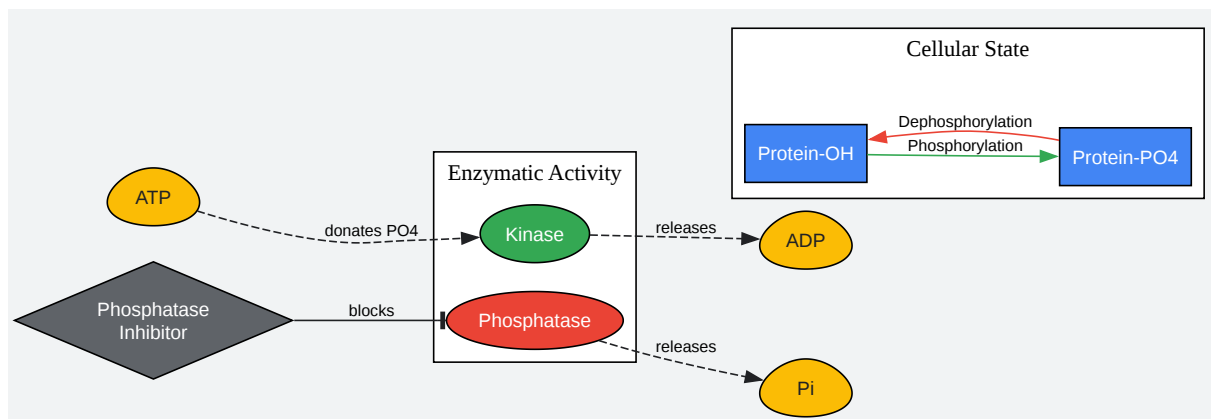 Cellular State
Dephosphorylation
Protein-OH
Phosphorylation
Protein-PO4
Enzymatic Activity
ATP
donates PO4
Kinase
releases
ADP
Phosphatase
Inhibitor
blocks
Phosphatase
releases
Pi